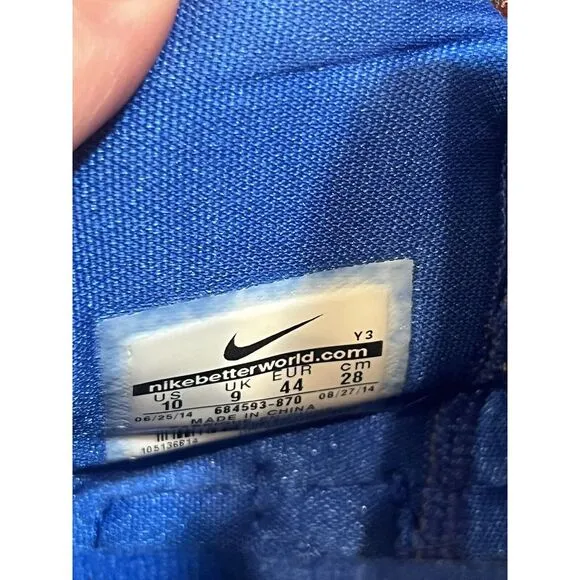 Y3
nikebetterworld.com
US UK EUR cm
10 9 44 28
06/25/14 684593-870 08/27/14
MADE IN CHINA
105136614